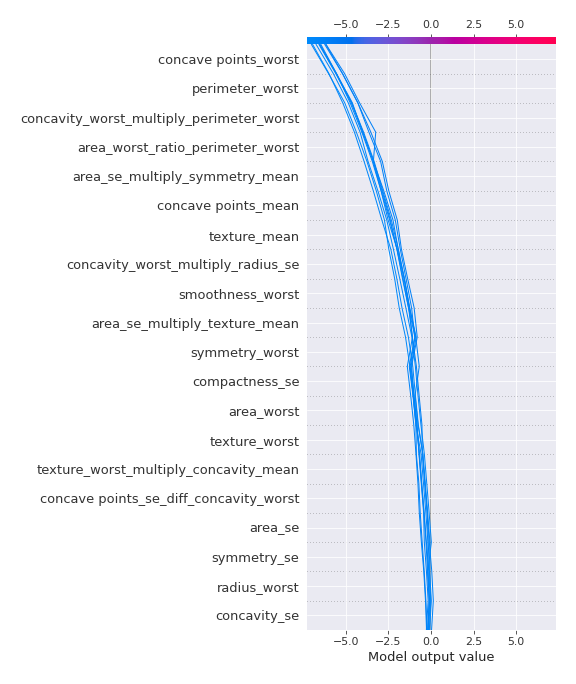 −5.0 −2.5 0.0 2.5 5.0
concave points_worst
perimeter_worst
concavity_worst_multiply_perimeter_worst
area_worst_ratio_perimeter_worst
area_se_multiply_symmetry_mean
concave points_mean
texture_mean
concavity_worst_multiply_radius_se
smoothness_worst
area_se_multiply_texture_mean
symmetry_worst
compactness_se
area_worst
texture_worst
texture_worst_multiply_concavity_mean
concave points_se_diff_concavity_worst
area_se
symmetry_se
radius_worst
concavity_se
−5.0 −2.5 0.0 2.5 5.0
Model output value